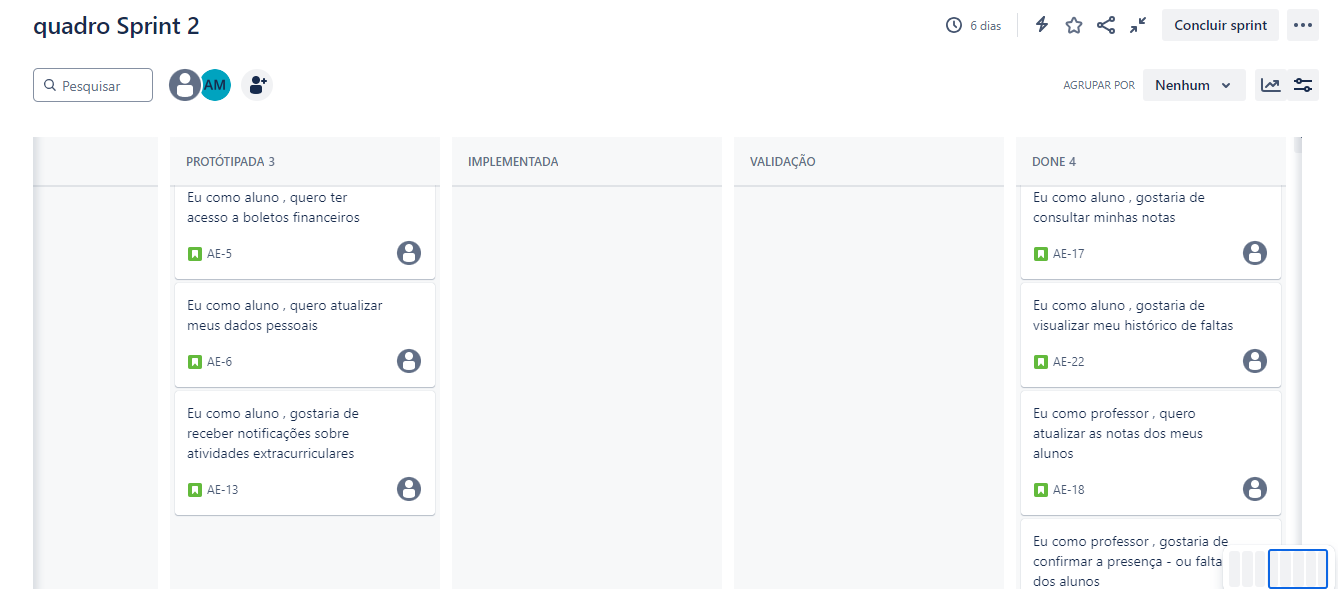 quadro Sprint 2
6 dias
Concluir sprint
Pesquisar
AM
AGRUPAR POR
Nenhum
PROTÓTIPADA 3
Eu como aluno , quero ter
acesso a boletos financeiros
AE-5
Eu como aluno , quero atualizar
meus dados pessoais
AE-6
Eu como aluno , gostaria de
receber notificações sobre
atividades extracurriculares
AE-13
IMPLEMENTADA
VALIDAÇÃO
DONE 4
Eu como aluno , gostaria de
consultar minhas notas
AE-17
Eu como aluno , gostaria de
visualizar meu histórico de faltas
AE-22
Eu como professor , quero
atualizar as notas dos meus
alunos
AE-18
Eu como professor , gostaria de
confirmar a presença - ou falta
dos alunos